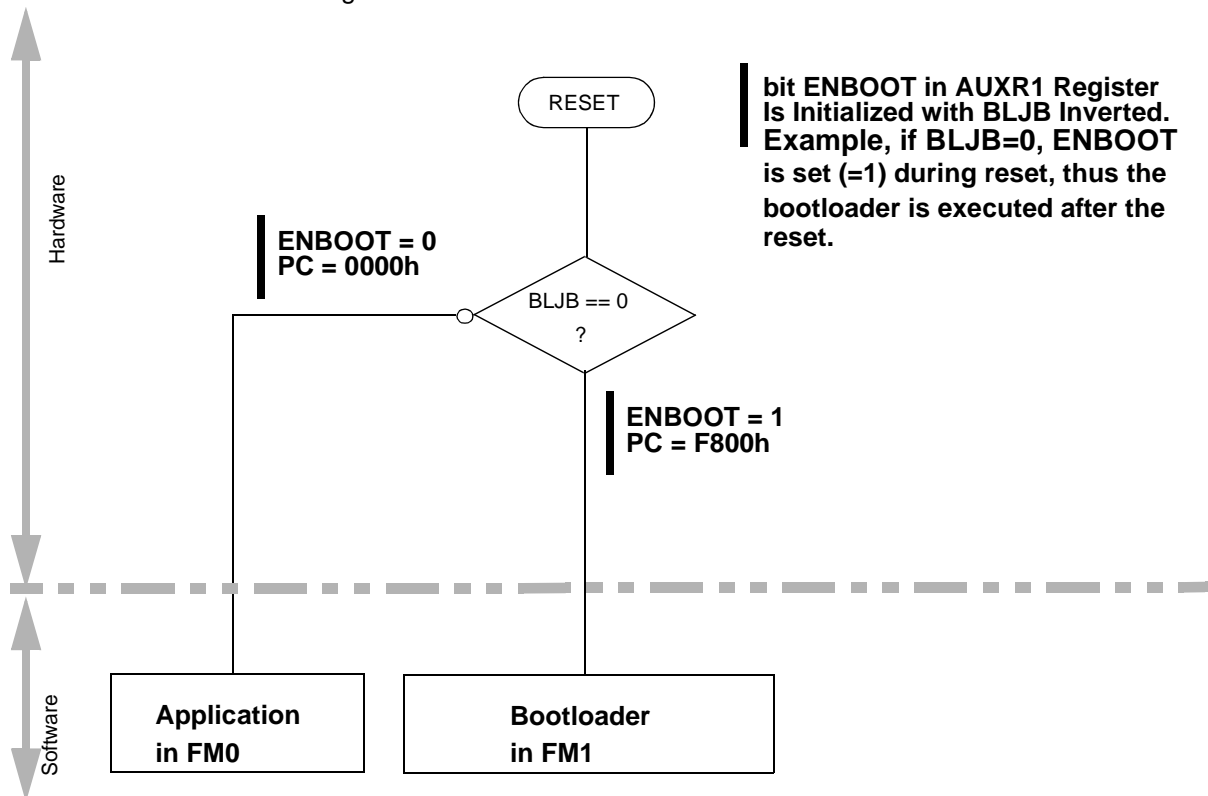 RESET
bit ENBOOT in AUXR1 Register
Is Initialized with BLJB Inverted.
Example, if BLJB=0, ENBOOT
is set (=1) during reset, thus the
bootloader is executed after the
reset.
Hardware
ENBOOT = 0
PC = 0000h
BLJB == 0
?
ENBOOT = 1
PC = F800h
Software
Application
in FM0
Bootloader
in FM1